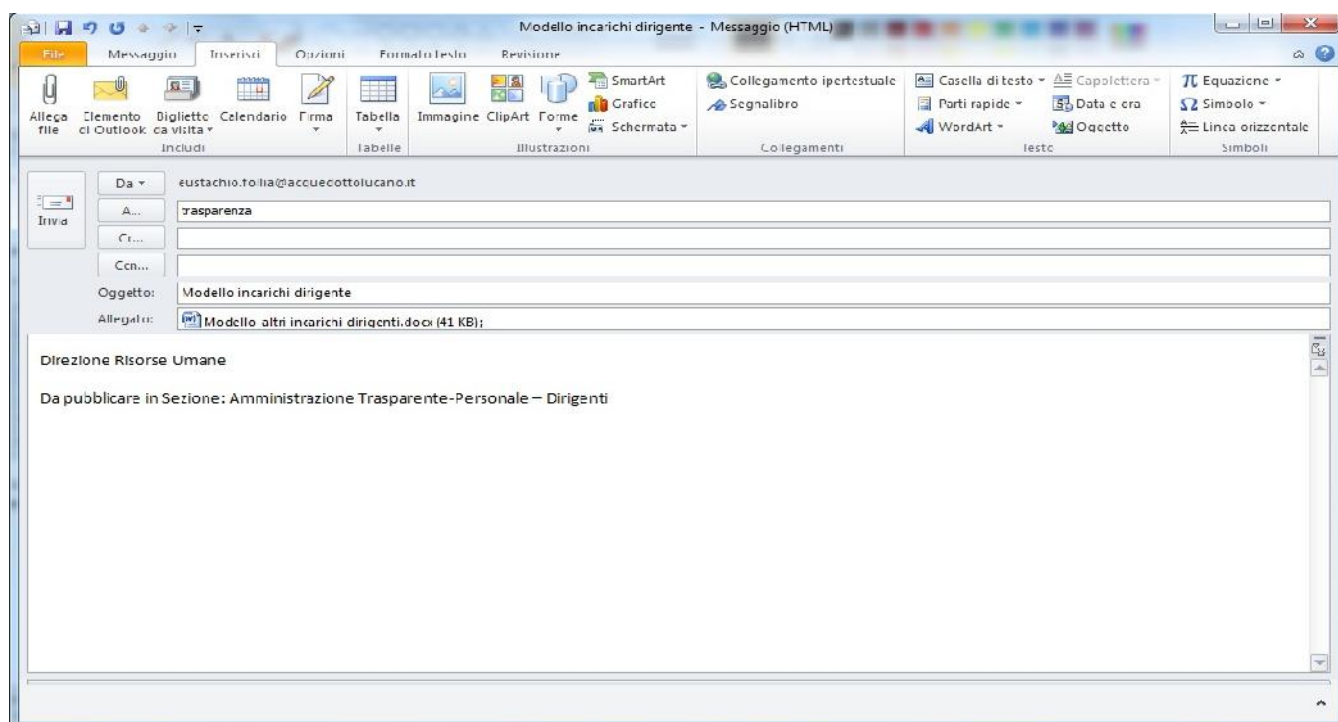 Modello incarichi dirigente - Messaggio (HTML)
File Messaggio Inserisci Opzioni Formato testo Revisione
Allega file
Elemento di Outlook
Biglietto da visita
Calendario
Firma
Includi
Tabella
Tabelle
Immagine
ClipArt
Forme
SmartArt
Grafico
Schermata
Illustrazioni
Collegamento ipertestuale
Segnalibro
Collegamenti
Casella di testo
Parti rapide
WordArt
Capolettera
Data e ora
Oggetto
Testo
Equazione
Simbolo
Linea orizzontale
Simboli
Invia
Da eustachio.follia@acquedottolucano.it
A... trasparenza
Cc...
Ccn...
Oggetto: Modello incarichi dirigente
Allegato: Modello altri incarichi dirigenti.docx (41 KB);
Direzione Risorse Umane
Da pubblicare in Sezione: Amministrazione Trasparente-Personale – Dirigenti